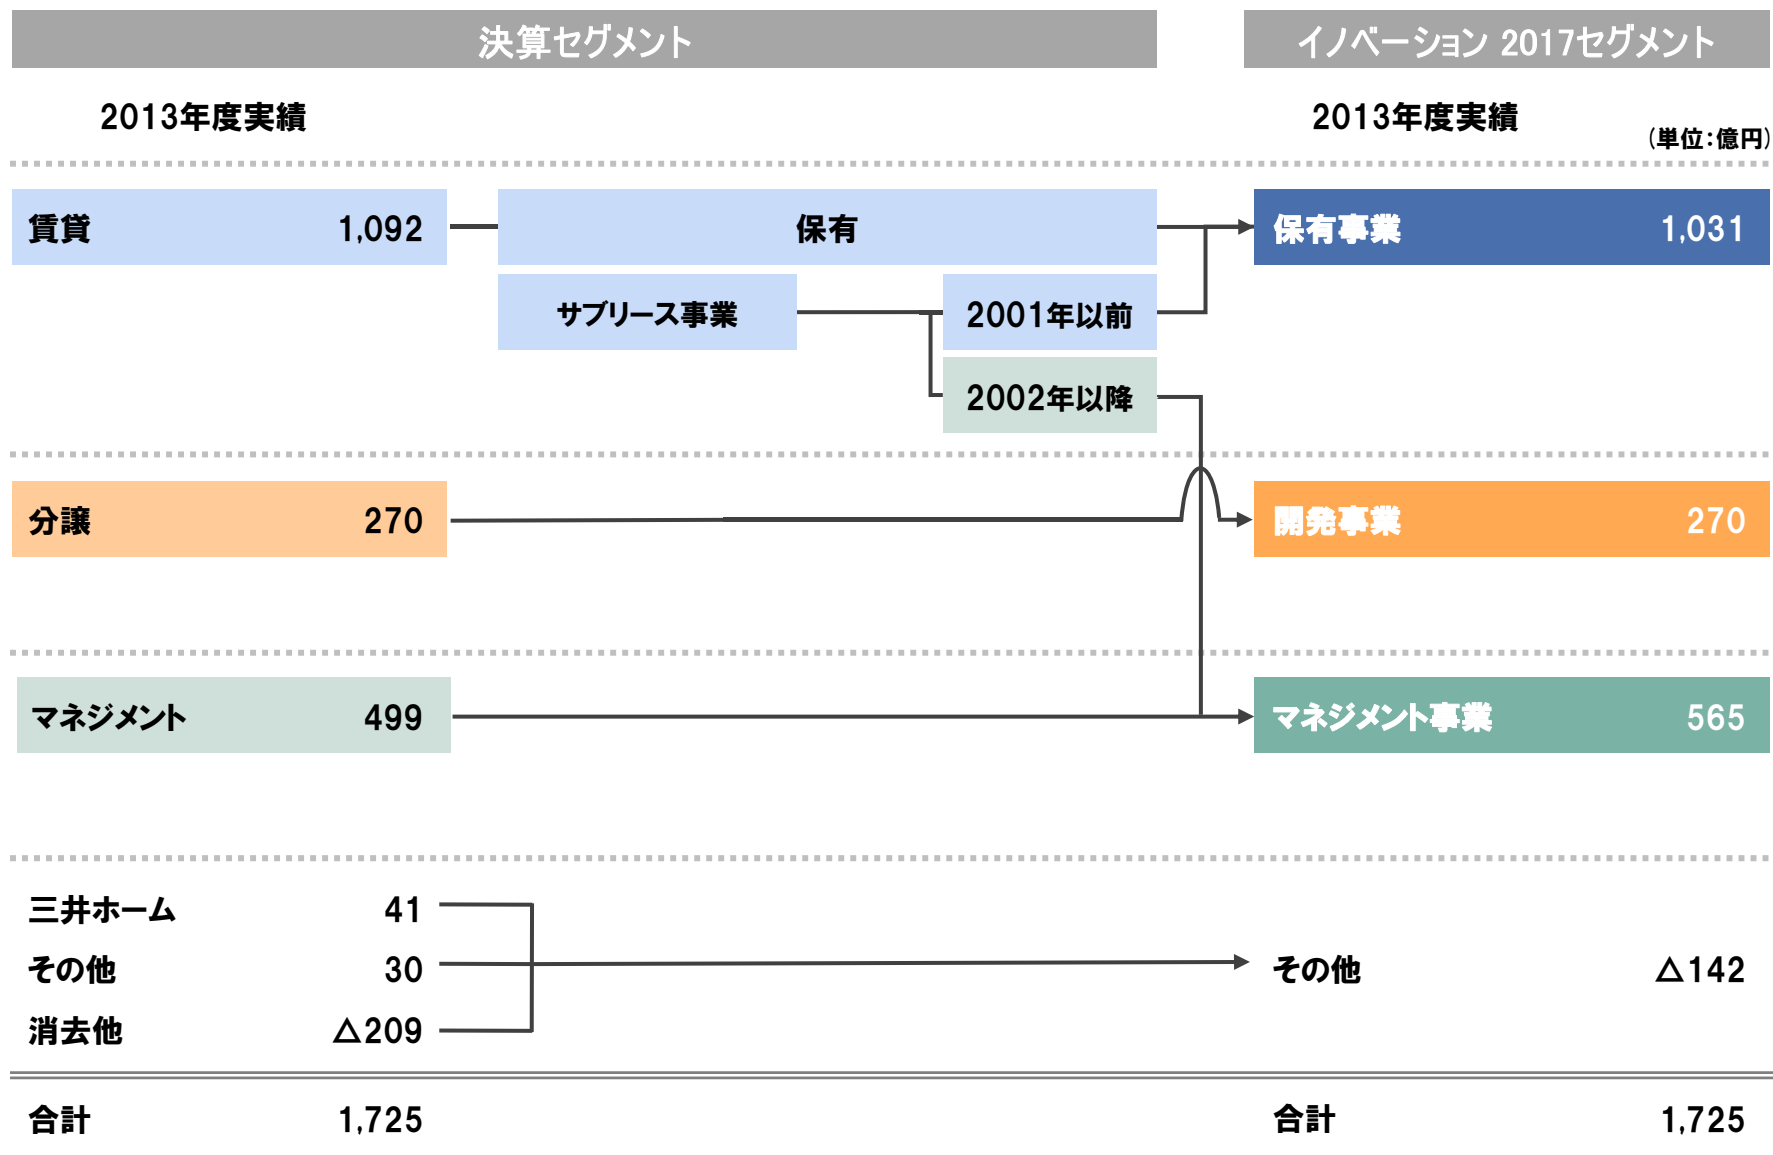 決算セグメント
イノベーション 2017セグメント
2013年度実績
2013年度実績
(単位:億円)
賃貸 1,092
保有
保有事業 1,031
サブリース事業
2001年以前
2002年以降
分譲 270
開発事業 270
マネジメント 499
マネジメント事業 565
三井ホーム 41
その他 30
その他 △142
消去他 △209
合計 1,725
合計 1,725